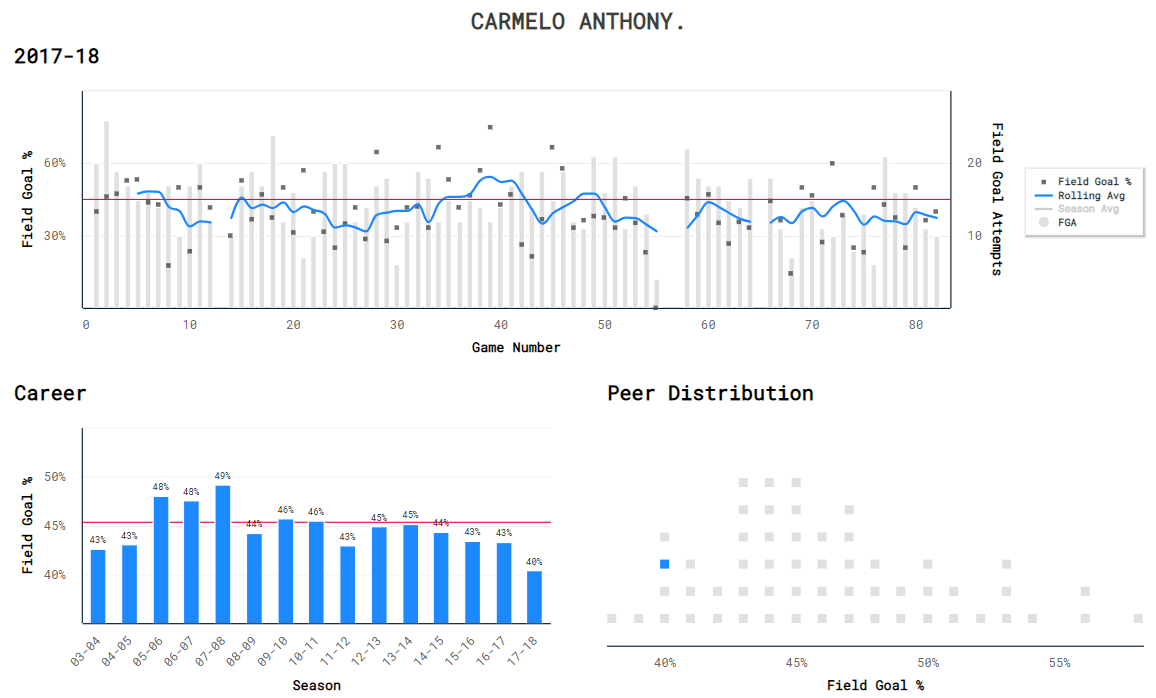 CARMELO ANTHONY.
2017-18
Field Goal %
60%
30%
20
10
Field Goal Attempts
0 10 20 30 40 50 60 70 80
Game Number
Field Goal %
Rolling Avg
Season Avg
FGA
Career
Field Goal %
50%
45%
40%
43% 43% 48% 48% 49% 44% 46% 46% 43% 45% 45% 44% 43% 43% 40%
03-04 04-05 05-06 06-07 07-08 08-09 09-10 10-11 11-12 12-13 13-14 14-15 15-16 16-17 17-18
Season
Peer Distribution
40% 45% 50% 55%
Field Goal %